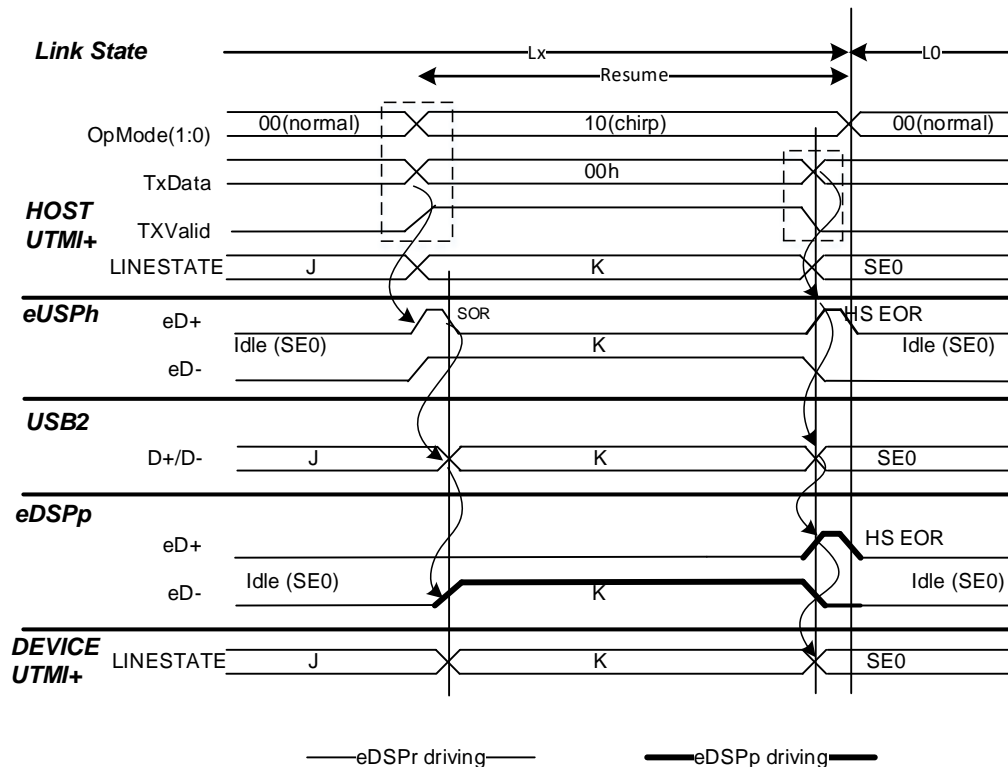 Link State
Lx
L0
Resume
OpMode(1:0)
00(normal)
10(chirp)
00(normal)
TxData
00h
HOST
UTMI+
TXValid
LINESTATE
J
K
SE0
eUSPh
eD+
SOR
HS EOR
Idle (SE0)
K
Idle (SE0)
eD-
USB2
D+/D-
J
K
SE0
eDSPp
eD+
HS EOR
eD-
Idle (SE0)
K
Idle (SE0)
DEVICE
UTMI+
LINESTATE
J
K
SE0
eDSPr driving
eDSPp driving